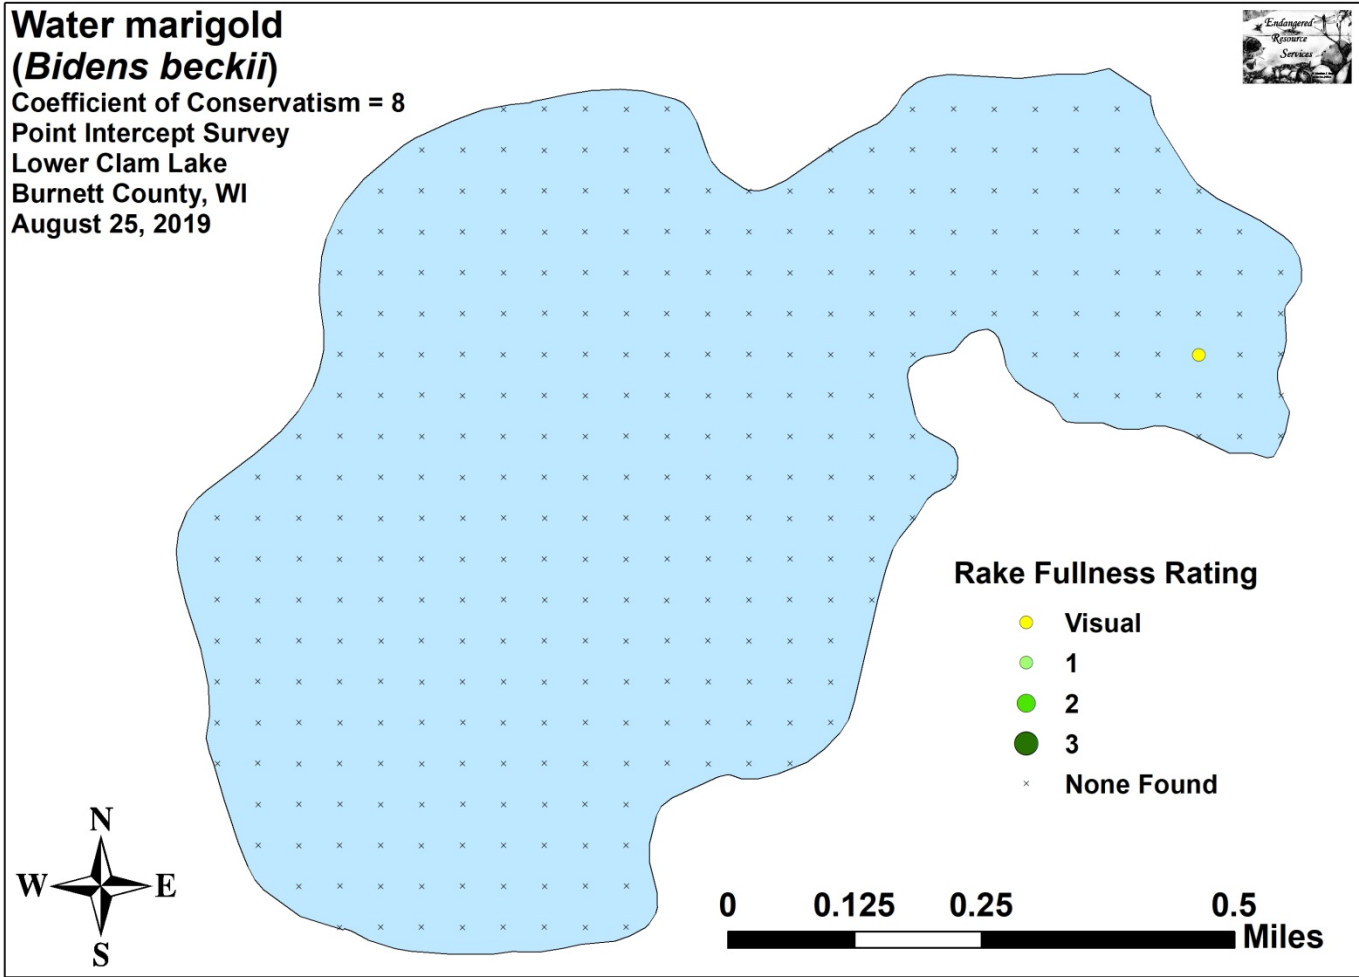 Water marigold
(Bidens beckii)
Coefficient of Conservatism = 8
Point Intercept Survey
Lower Clam Lake
Burnett County, WI
August 25, 2019
Endangered
Resource
Services
Rake Fullness Rating
Visual
1
2
3
None Found
N
W E
S
0 0.125 0.25 0.5
Miles